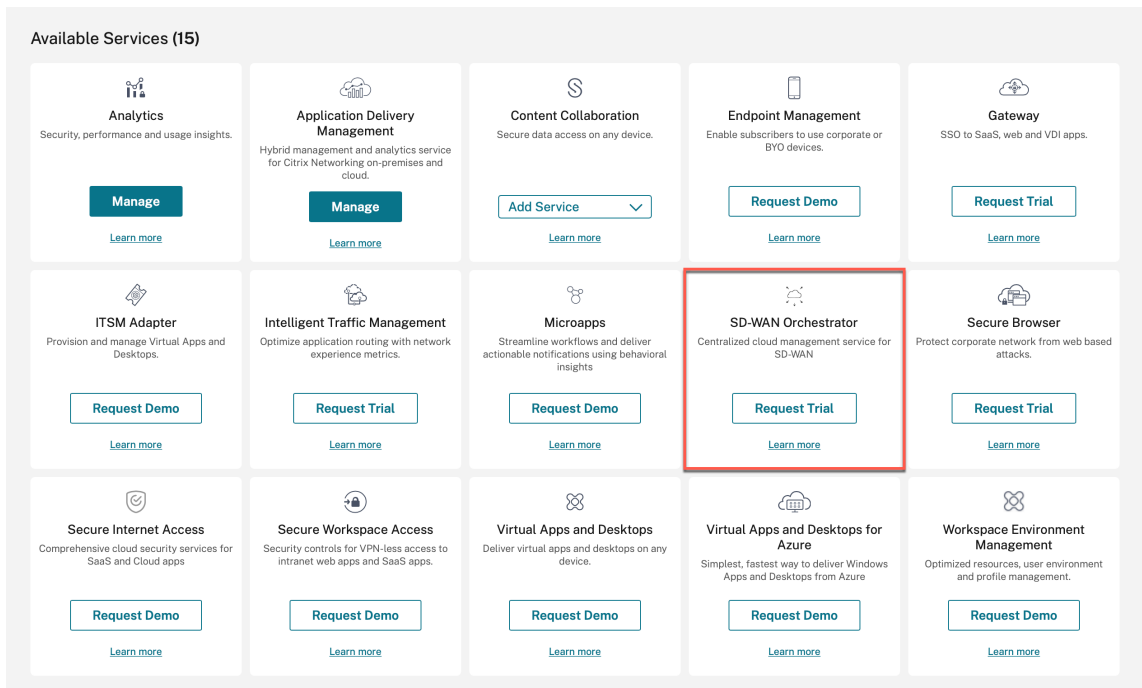 Available Services (15)
Analytics
Security, performance and usage insights.
Manage
Learn more
Application Delivery
Management
Hybrid management and analytics service
for Citrix Networking on-premises and
cloud.
Manage
Learn more
Content Collaboration
Secure data access on any device.
Add Service
Learn more
Endpoint Management
Enable subscribers to use corporate or
BYO devices.
Request Demo
Learn more
Gateway
SSO to SaaS, web and VDI apps.
Request Trial
Learn more
ITSM Adapter
Provision and manage Virtual Apps and
Desktops.
Request Demo
Learn more
Intelligent Traffic Management
Optimize application routing with network
experience metrics.
Request Trial
Learn more
Microapps
Streamline workflows and deliver
actionable notifications using behavioral
insights
Request Demo
Learn more
SD-WAN Orchestrator
Centralized cloud management service for
SD-WAN
Request Trial
Learn more
Secure Browser
Protect corporate network from web based
attacks.
Request Trial
Learn more
Secure Internet Access
Comprehensive cloud security services for
SaaS and Cloud apps
Request Demo
Learn more
Secure Workspace Access
Security controls for VPN-less access to
intranet web apps and SaaS apps.
Request Demo
Learn more
Virtual Apps and Desktops
Deliver virtual apps and desktops on any
device.
Request Demo
Learn more
Virtual Apps and Desktops for
Azure
Simplest, fastest way to deliver Windows
Apps and Desktops from Azure
Request Demo
Learn more
Workspace Environment
Management
Optimized resources, user environment
and profile management.
Request Demo
Learn more